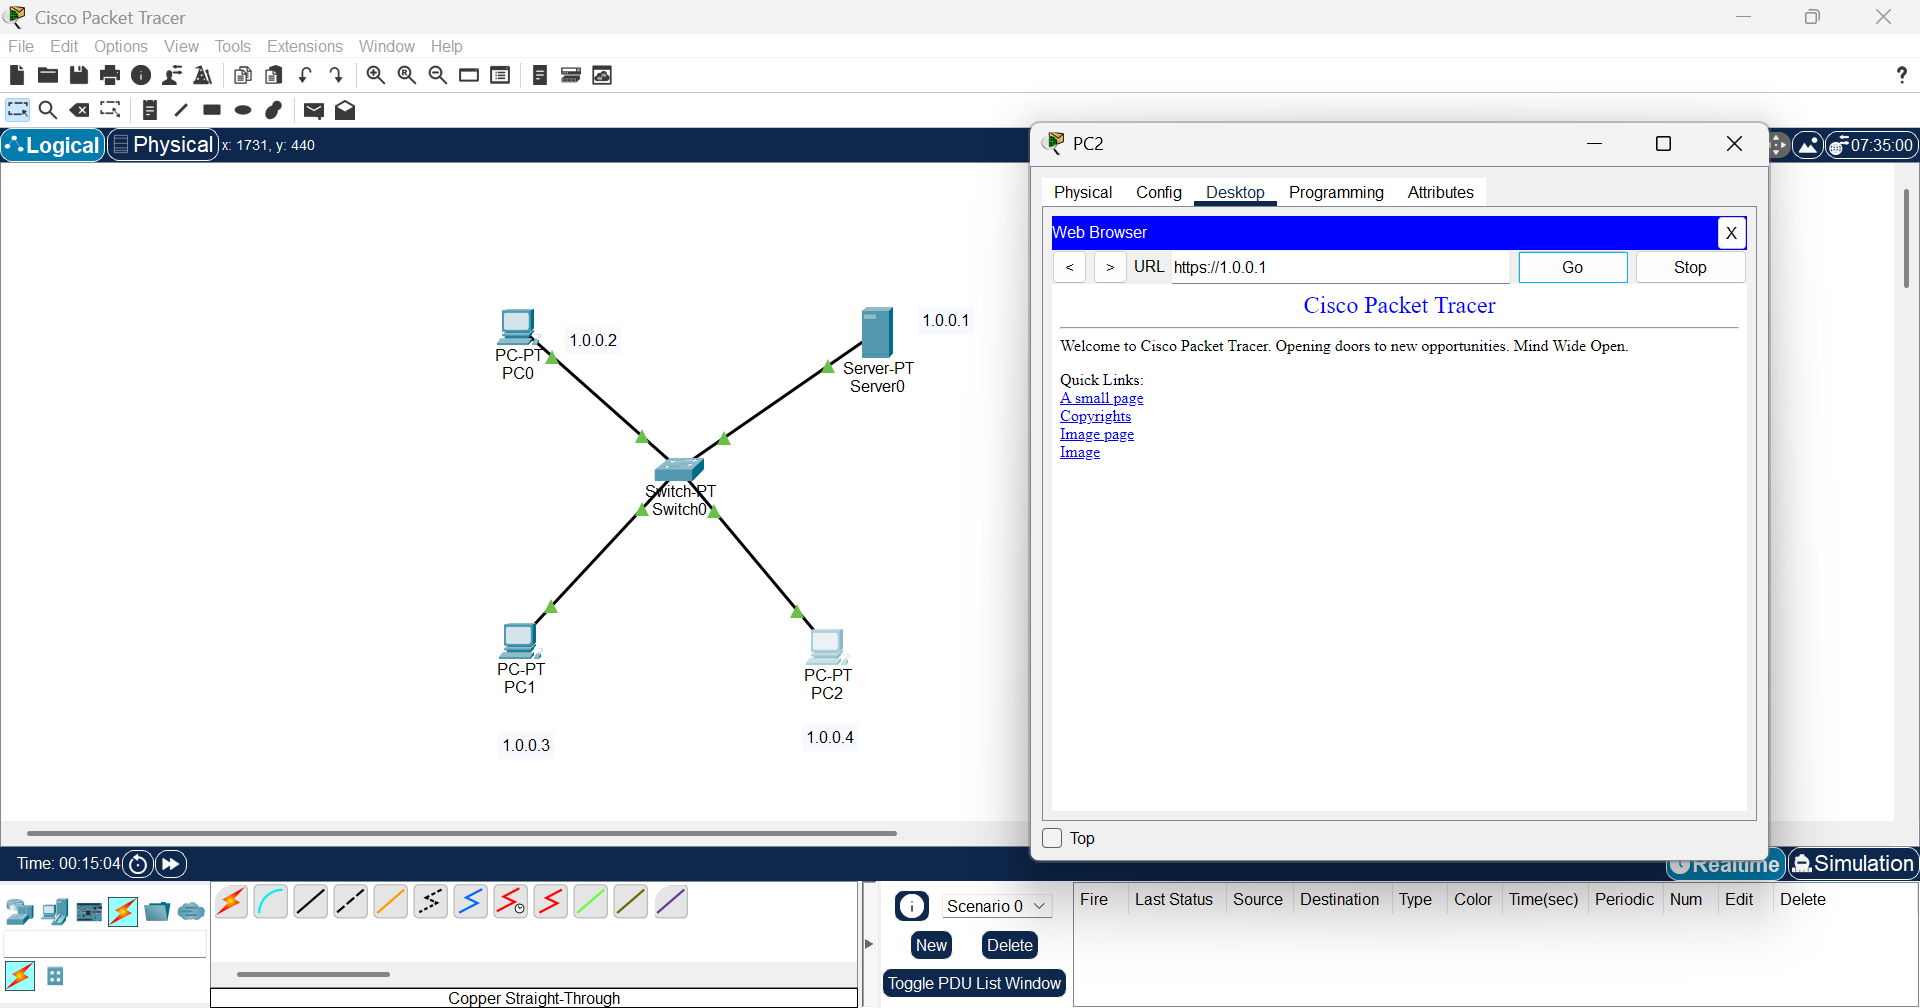 Cisco Packet Tracer
File Edit Options View Tools Extensions Window Help
?
Logical Physical x: 1731, y: 440
07:35:00
PC2
Physical Config Desktop Programming Attributes
Web Browser X
< > URL https://1.0.0.1 Go Stop
Cisco Packet Tracer
Welcome to Cisco Packet Tracer. Opening doors to new opportunities. Mind Wide Open.
Quick Links:
A small page
Copyrights
Image page
Image
Top
1.0.0.2
PC-PT
PC0
1.0.0.1
Server-PT
Server0
Switch-PT
Switch0
PC-PT
PC1
1.0.0.3
PC-PT
PC2
1.0.0.4
Time: 00:15:04
Realtime Simulation
Scenario 0
New Delete
Toggle PDU List Window
Fire Last Status Source Destination Type Color Time(sec) Periodic Num Edit Delete
Copper Straight-Through